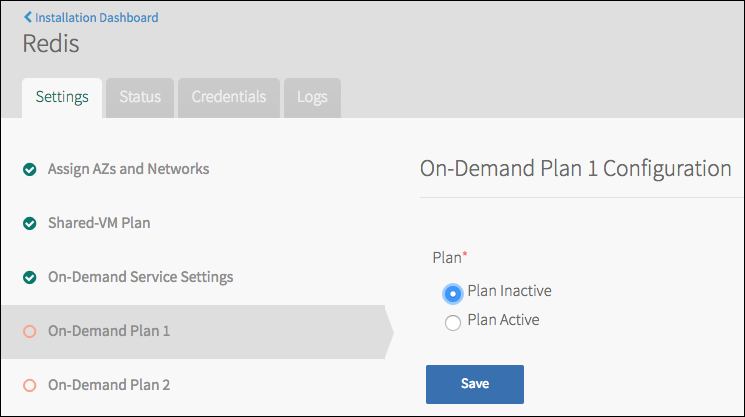 Installation Dashboard
Redis
Settings Status Credentials Logs
Assign AZs and Networks
Shared-VM Plan
On-Demand Service Settings
On-Demand Plan 1
On-Demand Plan 2
On-Demand Plan 1 Configuration
Plan*
Plan Inactive
Plan Active
Save